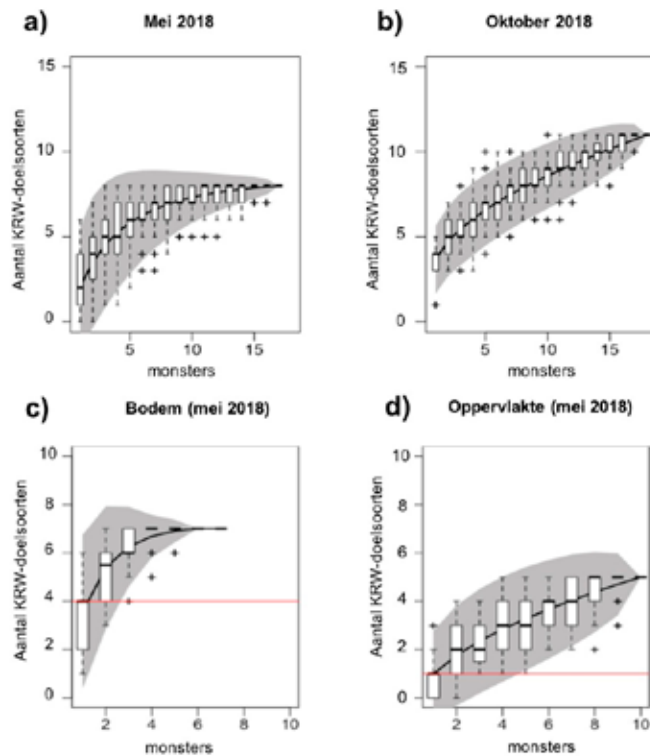 a) Mei 2018
Aantal KRW-doelsoorten
15
10
5
0
5 10 15
monsters
b) Oktober 2018
Aantal KRW-doelsoorten
15
10
5
0
5 10 15
monsters
c) Bodem (mei 2018)
Aantal KRW-doelsoorten
10
8
6
4
2
0
0 2 4 6 8 10
monsters
d) Oppervlakte (mei 2018)
Aantal KRW-doelsoorten
10
8
6
4
2
0
2 4 6 8 10
monsters